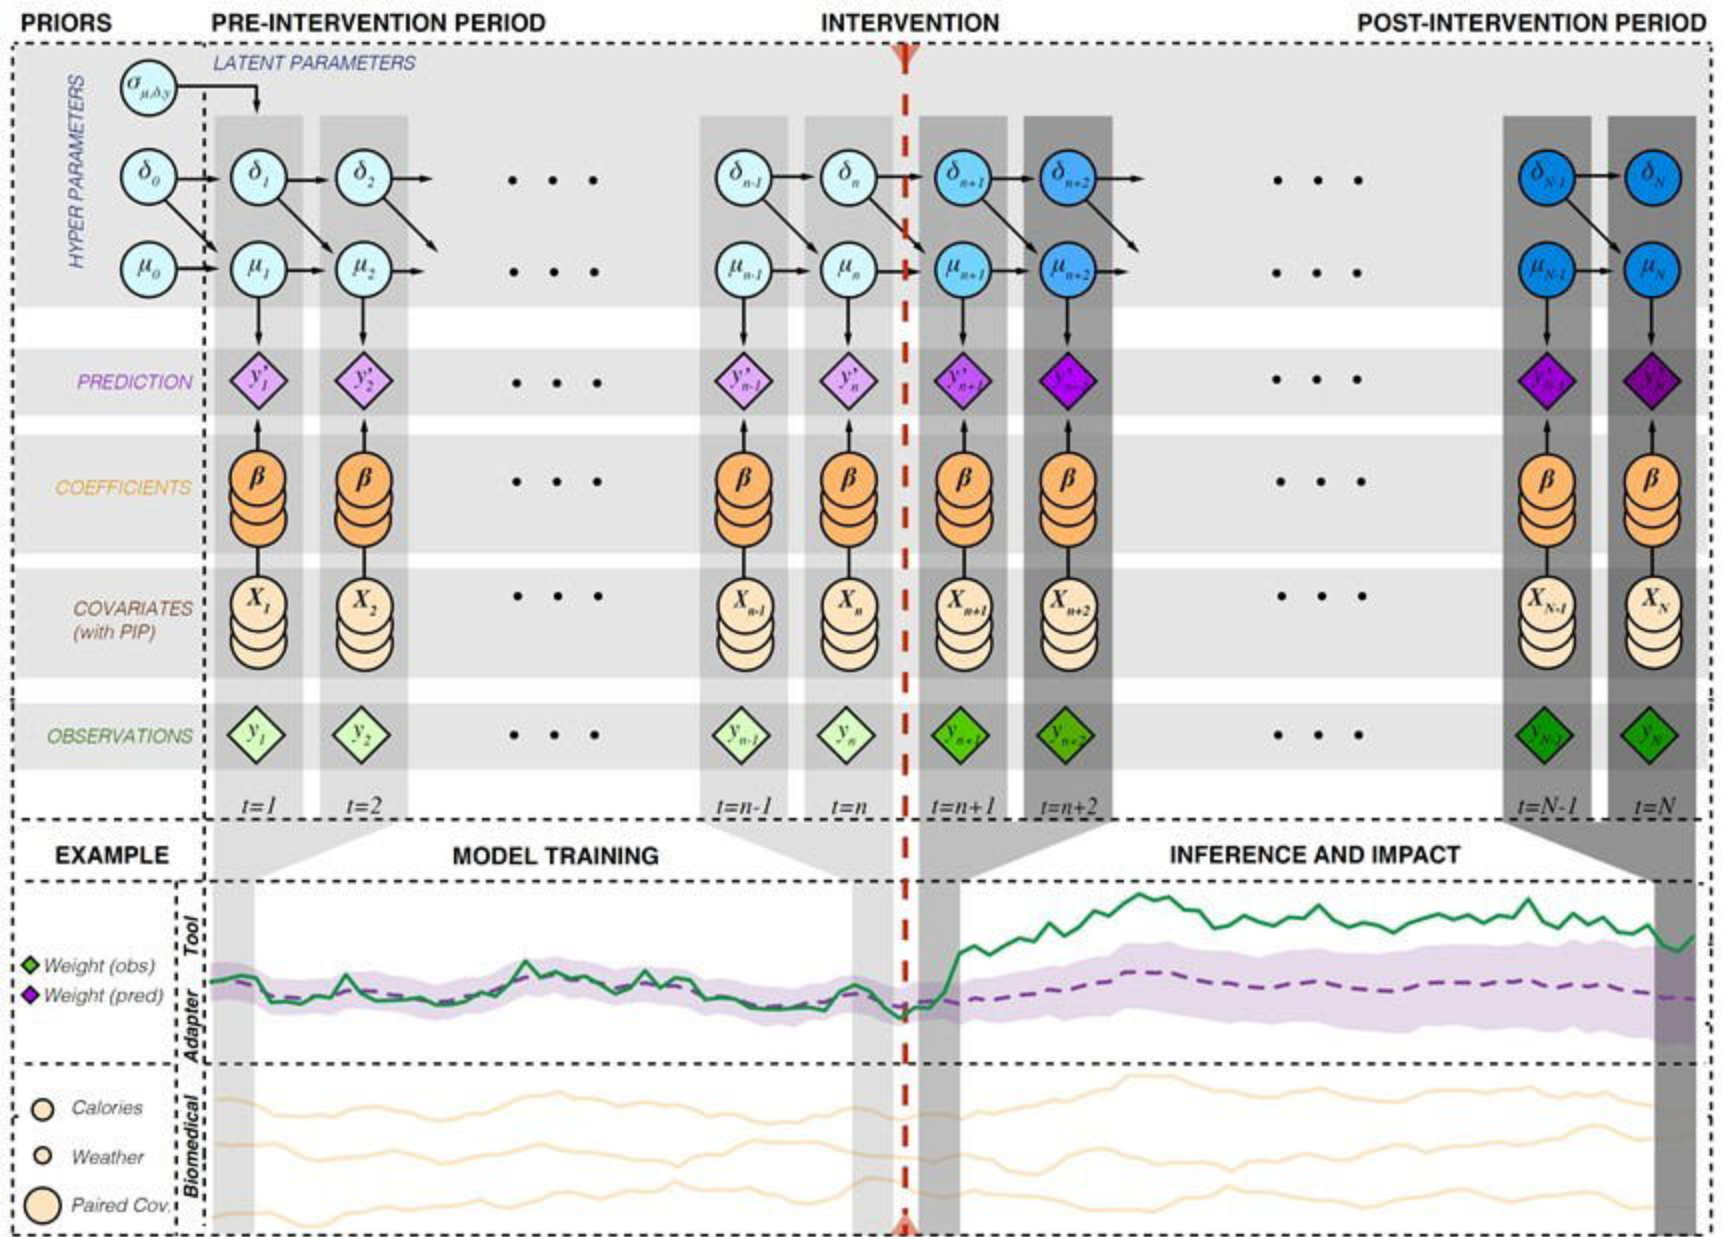 PRIORS PRE-INTERVENTION PERIOD INTERVENTION POST-INTERVENTION PERIOD
LATENT PARAMETERS
HYPER PARAMETERS
σμ,δ,y
δ0 δ1 δ2 • • • δn-1 δn δn+1 δn+2 • • • δN-1 δN
μ0 μ1 μ2 • • • μn-1 μn μn+1 μn+2 • • • μN-1 μN
PREDICTION y'1 y'2 • • • y'n-1 y'n y'n+1 • • •
COEFFICIENTS β β • • • β β β β • • • β β
COVARIATES X1 X2 • • • Xn-1 Xn Xn+1 Xn+2 • • • XN-1 XN
(with PIP)
OBSERVATIONS y1 y2 • • • yn-1 yn yn+1 yn+2 • • • yN-1 yN
t=1 t=2 t=n-1 t=n t=n+1 t=n+2 t=N-1 t=N
EXAMPLE MODEL TRAINING INFERENCE AND IMPACT
Weight (obs)
Weight (pred)
Biomedical Adapter Tool
Calories
Weather
Paired Cov.